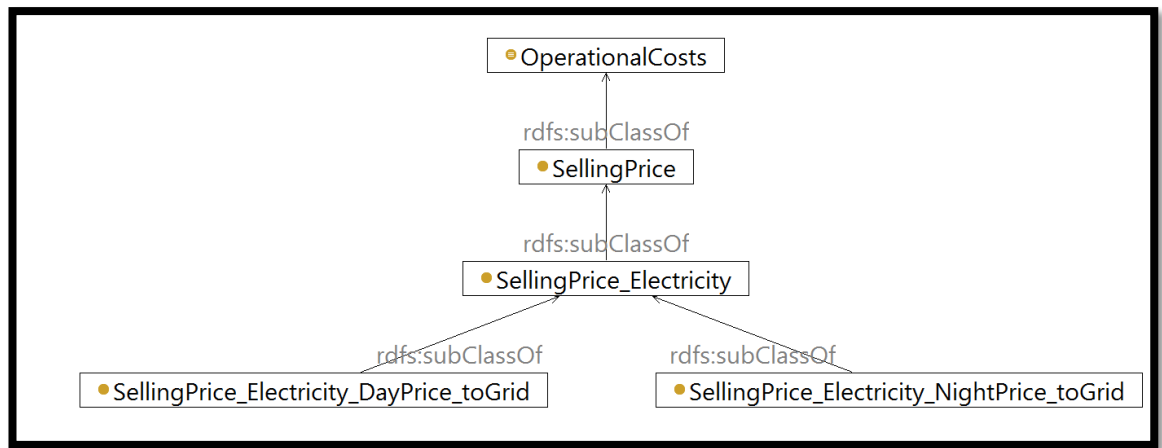 OperationalCosts
rdfs:subClassOf
SellingPrice
rdfs:subClassOf
SellingPrice_Electricity
rdfs:subClassOf rdfs:subClassOf
SellingPrice_Electricity_DayPrice_toGrid SellingPrice_Electricity_NightPrice_toGrid